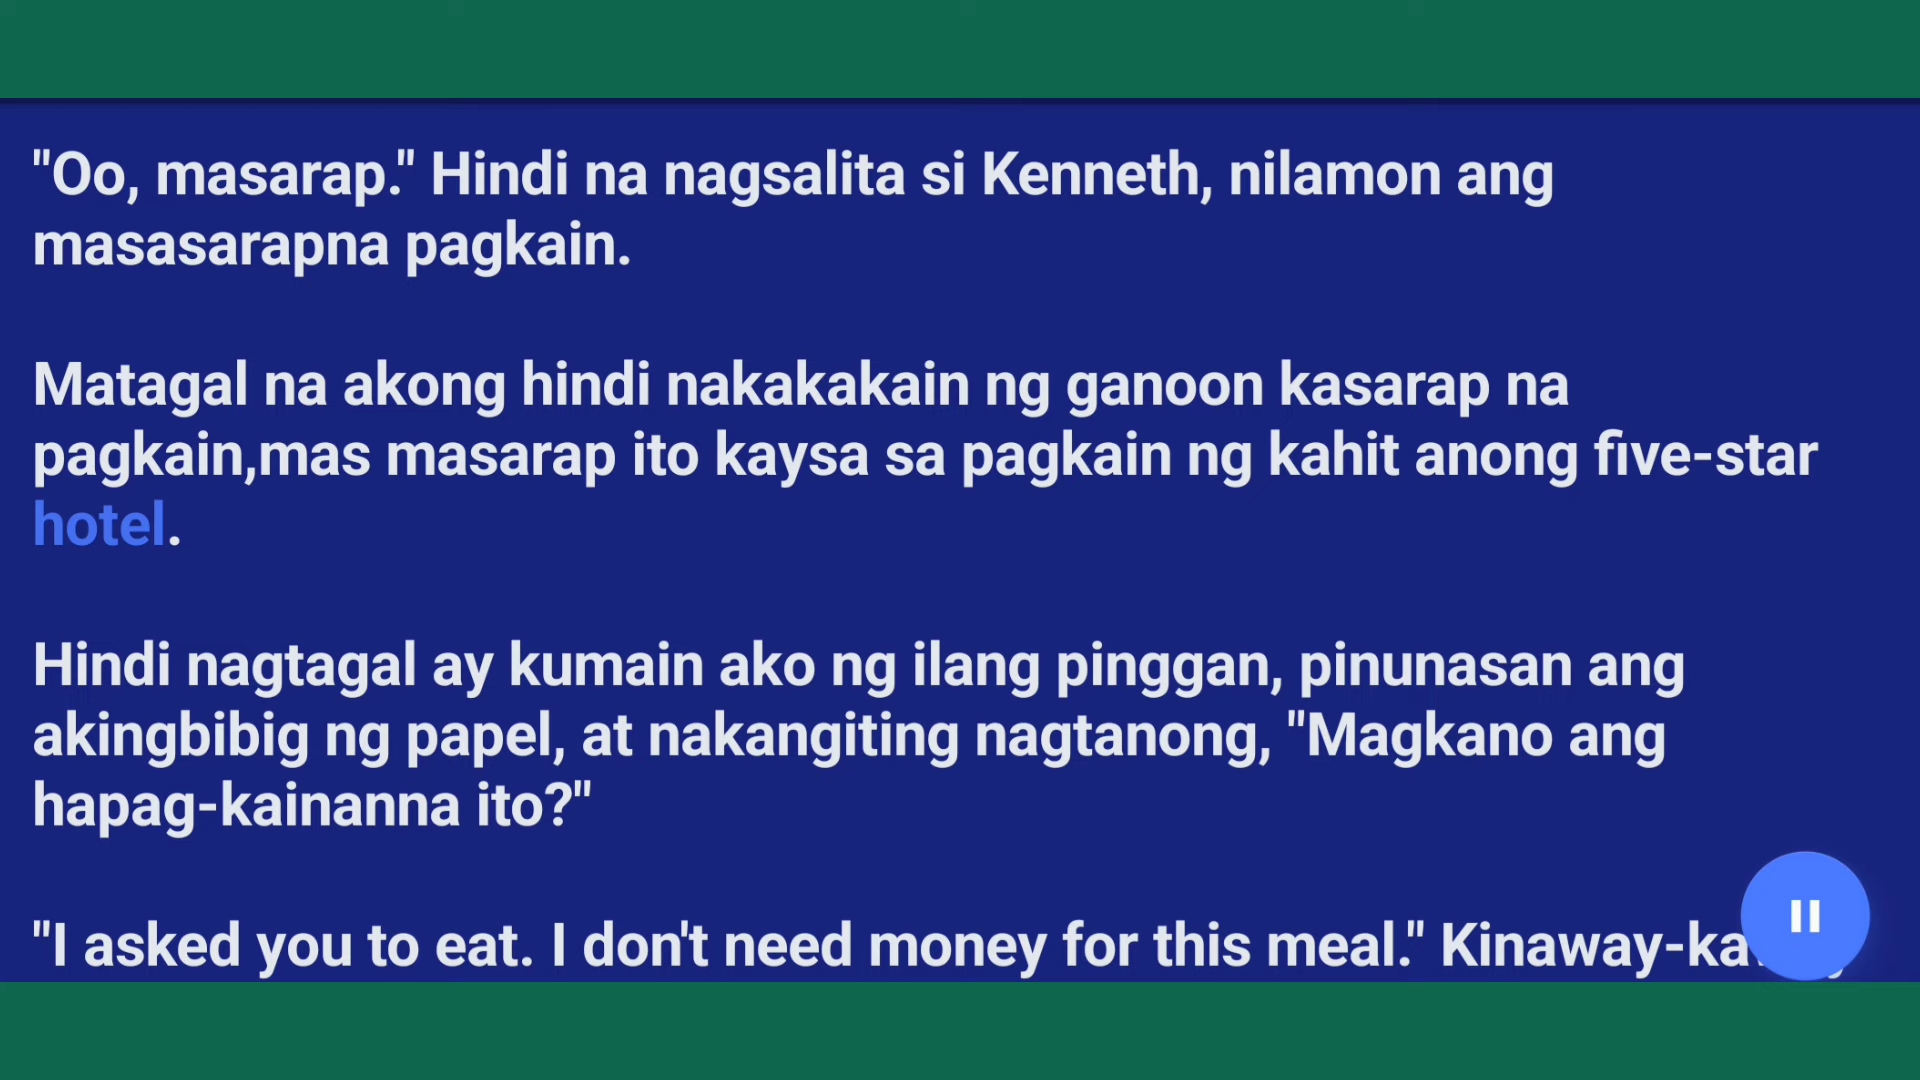 "Oo, masarap." Hindi na nagsalita si Kenneth, nilamon ang
masasarapna pagkain.
Matagal na akong hindi nakakakain ng ganoon kasarap na
pagkain,mas masarap ito kaysa sa pagkain ng kahit anong five-star
hotel.
Hindi nagtagal ay kumain ako ng ilang pinggan, pinunasan ang
akingbibig ng papel, at nakangiting nagtanong, "Magkano ang
hapag-kainanna ito?"
"I asked you to eat. I don't need money for this meal."